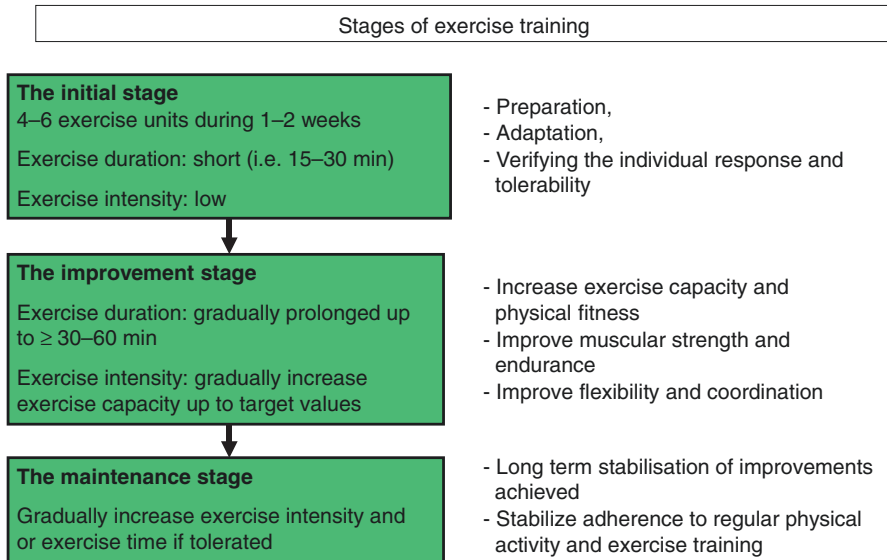 Stages of exercise training
The initial stage
4–6 exercise units during 1–2 weeks
Exercise duration: short (i.e. 15–30 min)
Exercise intensity: low
- Preparation,
- Adaptation,
- Verifying the individual response and
tolerability
The improvement stage
Exercise duration: gradually prolonged up
to ≥ 30–60 min
Exercise intensity: gradually increase
exercise capacity up to target values
- Increase exercise capacity and
physical fitness
- Improve muscular strength and
endurance
- Improve flexibility and coordination
The maintenance stage
Gradually increase exercise intensity and
or exercise time if tolerated
- Long term stabilisation of improvements
achieved
- Stabilize adherence to regular physical
activity and exercise training